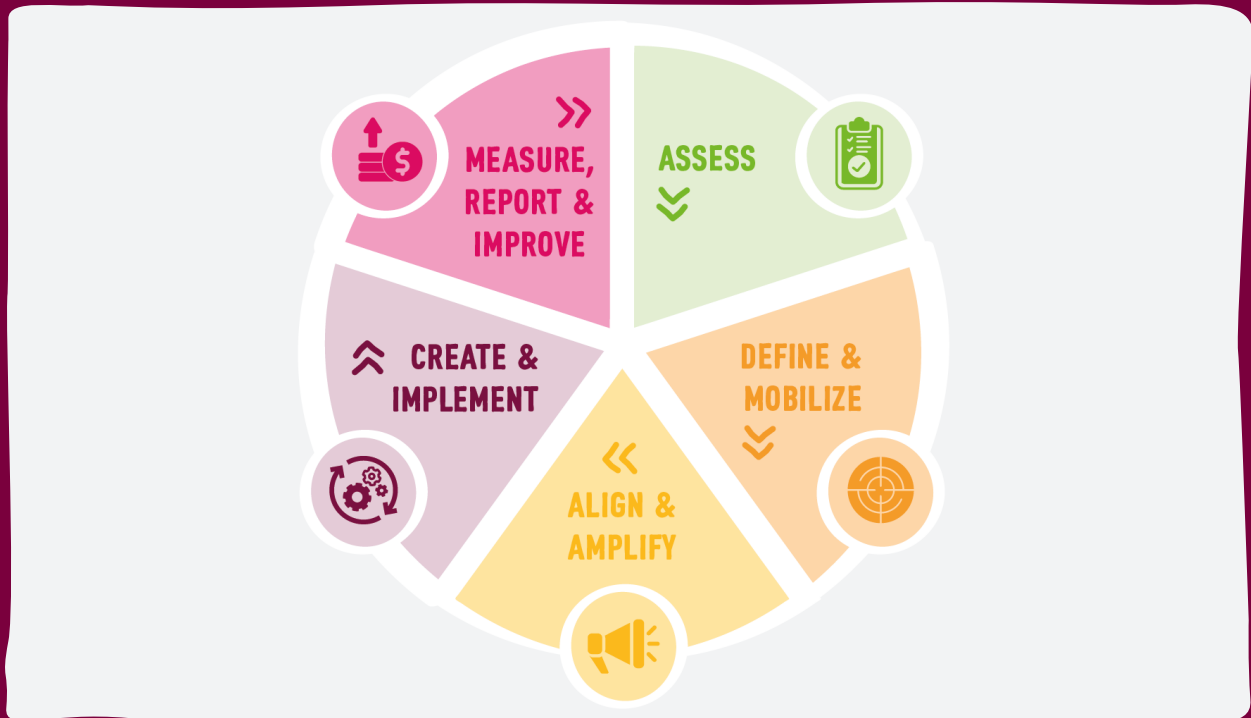 ASSESS
DEFINE &
MOBILIZE
ALIGN &
AMPLIFY
CREATE &
IMPLEMENT
MEASURE,
REPORT &
IMPROVE
$